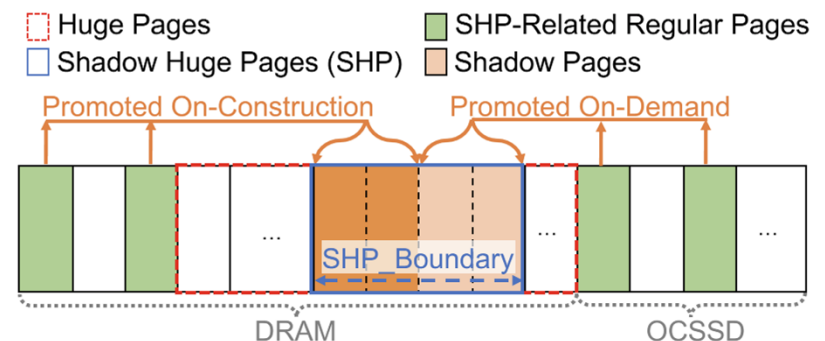 Huge Pages
SHP-Related Regular Pages
Shadow Huge Pages (SHP)
Shadow Pages
Promoted On-Construction
Promoted On-Demand
...
...
...
SHP_Boundary
DRAM
OCSSD